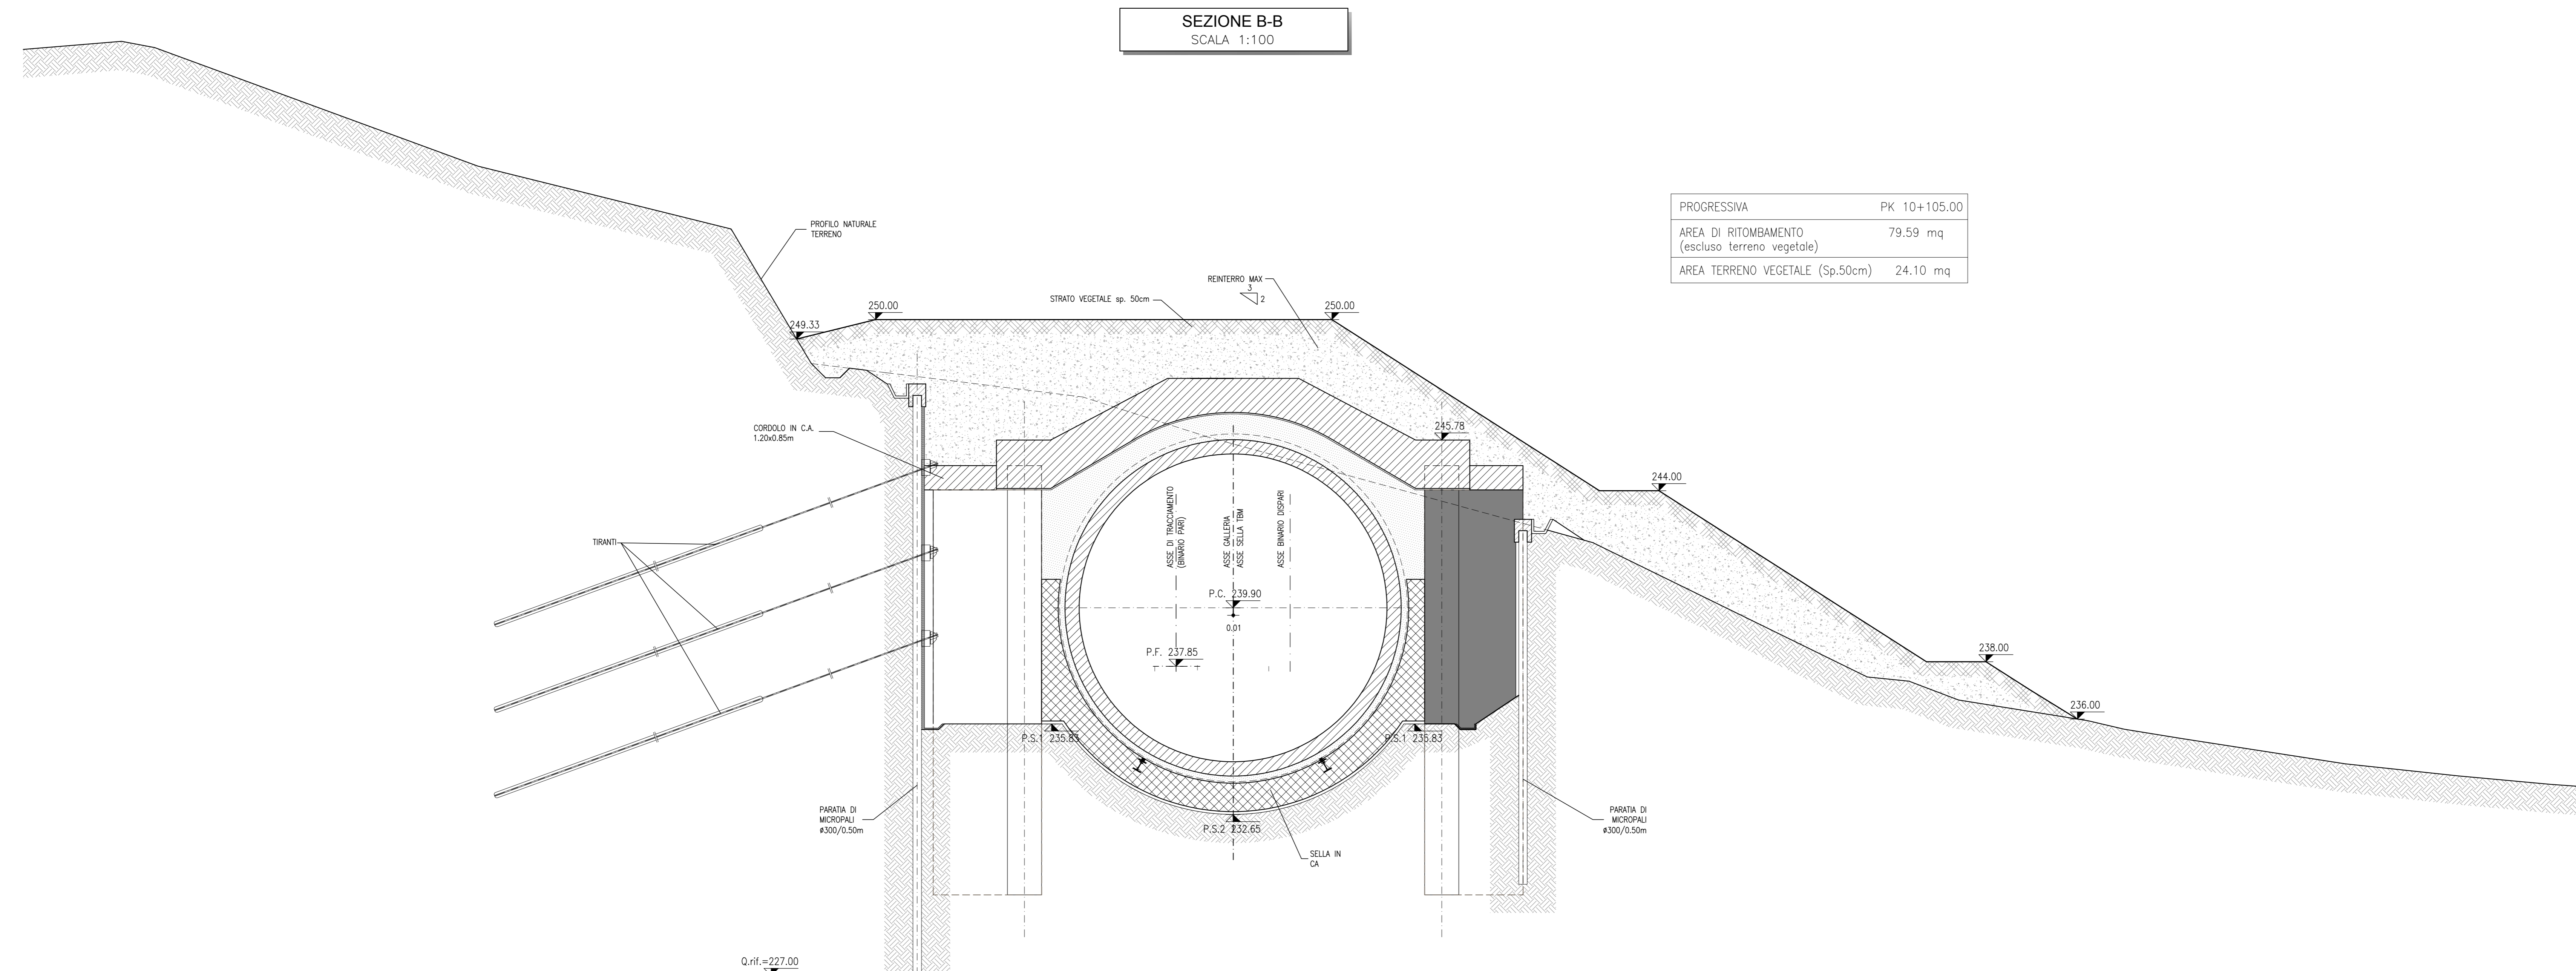 SEZIONE B-B
SCALA 1:100
PROGRESSIVA PK 10+105.00
AREA DI RITOMBAMENTO 79.59 mq
(escluso terreno vegetale)
AREA TERRENO VEGETALE (Sp.50cm) 24.10 mq
PROFILO NATURALE
TERRENO
REINTERRO MAX
3
2
STRATO VEGETALE sp. 50cm
250.00
250.00
249.33
CORDOLO IN C.A.
1.20x0.85m
245.78
244.00
TIRANTI
ASSE DI TRACCIAMENTO
(BINARIO PARI)
ASSE GALLERIA
ASSE SELLA TBM
ASSE BINARIO DISPARI
P.C. 239.90
0.01
P.F. 237.85
238.00
236.00
P.S.1 235.83
P.S.1 235.83
PARATIA DI
MICROPALI
ø300/0.50m
PARATIA DI
MICROPALI
ø300/0.50m
P.S.2 232.65
SELLA IN
CA
Q.rif.=227.00